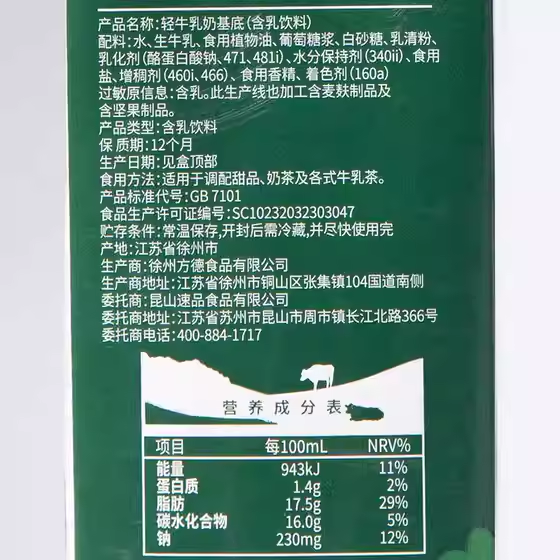 产品名称：轻牛乳奶基底（含乳饮料）
配料：水、生牛乳、食用植物油、葡萄糖浆、白砂糖、乳清粉、
乳化剂（酪蛋白酸钠、471、481i）、水分保持剂（340ii）、食用
盐、增稠剂（460i、466）、食用香精、着色剂（160a）
过敏原信息：含乳。此生产线也加工含麦麸制品及
含坚果制品。
产品类型：含乳饮料
保质期：12个月
生产日期：见盒顶部
食用方法：适用于调配甜品、奶茶及各式牛乳茶。
产品标准代号：GB 7101
食品生产许可证编号：SC10232032303047
贮存条件：常温保存，开封后需冷藏，并尽快使用完
产地：江苏省徐州市
生产商：徐州方德食品有限公司
生产商地址：江苏省徐州市铜山区张集镇104国道南侧
委托商：昆山速品食品有限公司
委托商地址：江苏省苏州市昆山市周市镇长江北路366号
委托商电话：400-884-1717
营养成分表
项目 每100mL NRV%
能量 943kJ 11%
蛋白质 1.4g 2%
脂肪 17.5g 29%
碳水化合物 16.0g 5%
钠 230mg 12%